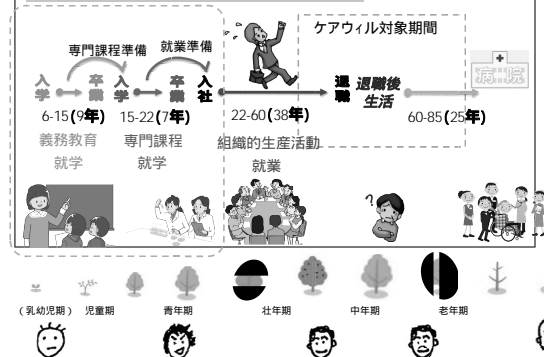 ケアウィル対象期間
専門課程準備
就業準備
入学
卒業
入学
卒業
入社
退職
退職後
生活
病院
6-15(9年)
15-22(7年)
22-60(38年)
60-85(25年)
義務教育
就学
専門課程
就学
組織的生産活動
就業
?
(乳幼児期)
児童期
青年期
壮年期
中年期
老年期